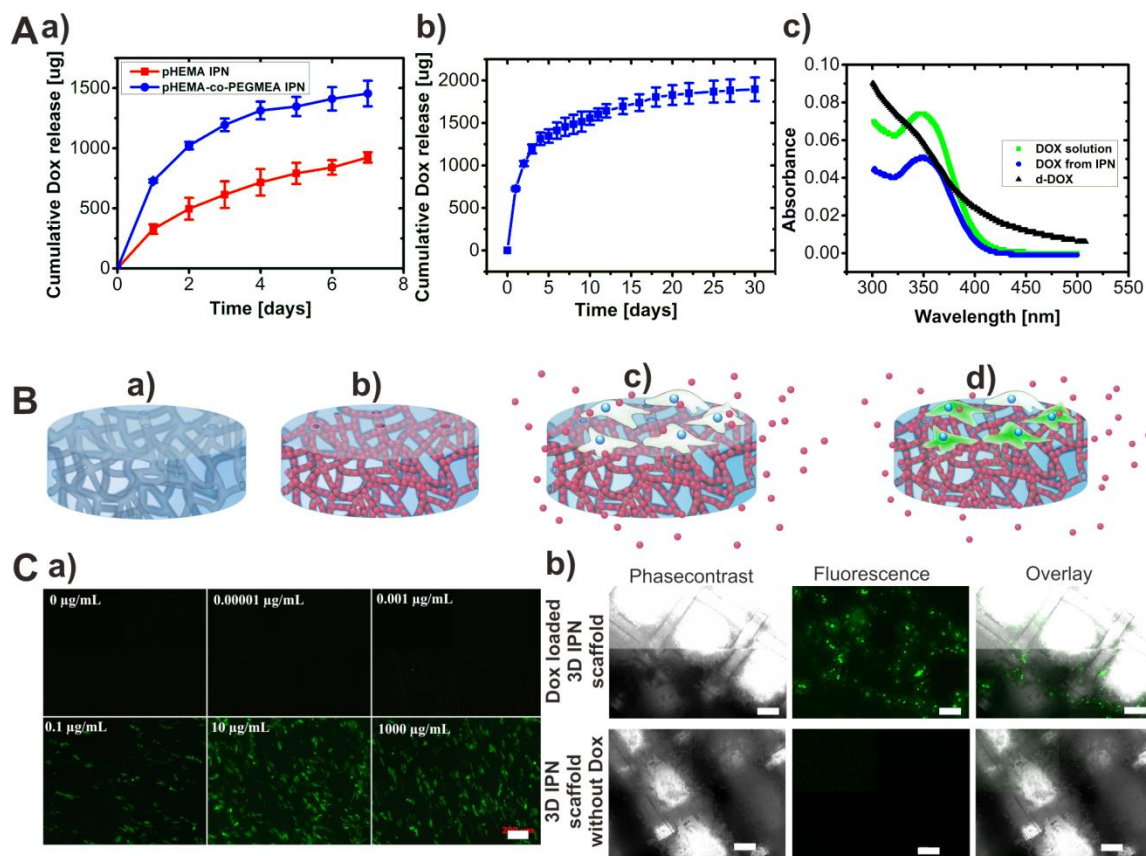 A
a)
Cumulative Dox release [ug]
1500
1000
500
0
0
2
4
6
8
Time [days]
pHEMA IPN
pHEMA-co-PEGMEA IPN
b)
Cumulative Dox release [ug]
2000
1750
1500
1250
1000
750
500
250
0
0
5
10
15
20
25
30
Time [days]
c)
Absorbance
0.10
0.08
0.06
0.04
0.02
0.00
300
350
400
450
500
550
Wavelength [nm]
DOX solution
DOX from IPN
d-DOX
B
a)
b)
c)
d)
C
a)
0 µg/mL
0.00001 µg/mL
0.001 µg/mL
0.1 µg/mL
10 µg/mL
1000 µg/mL
b)
Phasecontrast
Fluorescence
Overlay
Dox loaded
3D IPN
scaffold
3D IPN
scaffold
without Dox